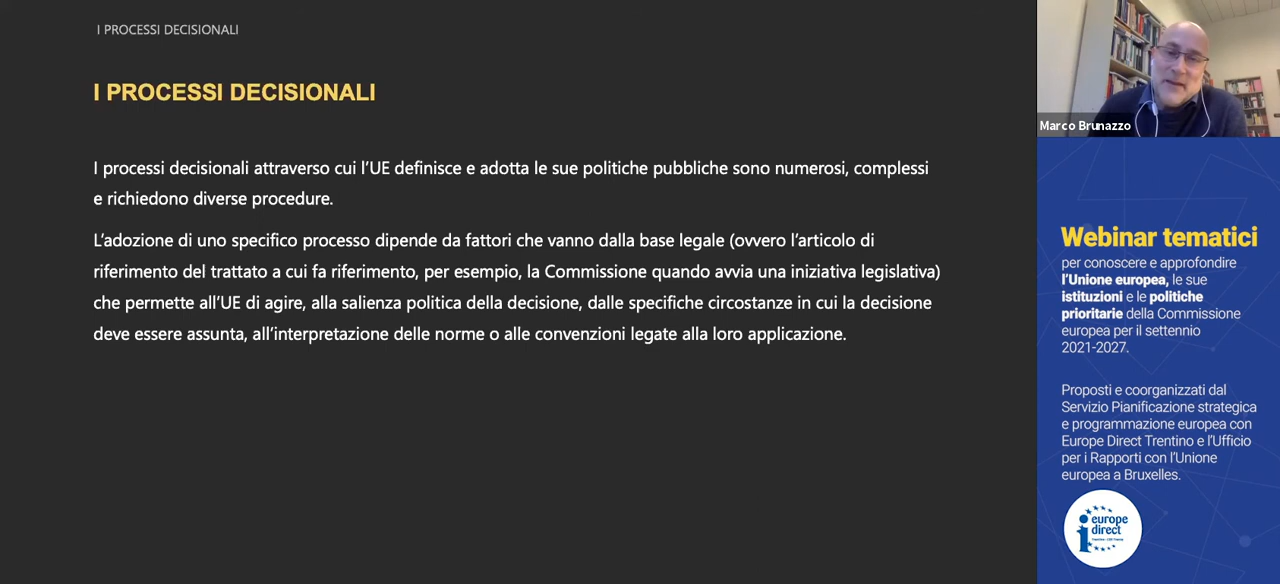 I PROCESSI DECISIONALI
I PROCESSI DECISIONALI
I processi decisionali attraverso cui l'UE definisce e adotta le sue politiche pubbliche sono numerosi, complessi
e richiedono diverse procedure.
L'adozione di uno specifico processo dipende da fattori che vanno dalla base legale (ovvero l'articolo di
riferimento del trattato a cui fa riferimento, per esempio, la Commissione quando avvia una iniziativa legislativa)
che permette all'UE di agire, alla salienza politica della decisione, dalle specifiche circostanze in cui la decisione
deve essere assunta, all'interpretazione delle norme o alle convenzioni legate alla loro applicazione.
Marco Brunazzo
Webinar tematici
per conoscere e approfondire
l'Unione europea, le sue
istituzioni e le politiche
prioritarie della Commissione
europea per il settennio
2021-2027.
Proposti e coorganizzati dal
Servizio Pianificazione strategica
e programmazione europea con
Europe Direct Trentino e l'Ufficio
per i Rapporti con l'Unione
europea a Bruxelles.
europe
direct